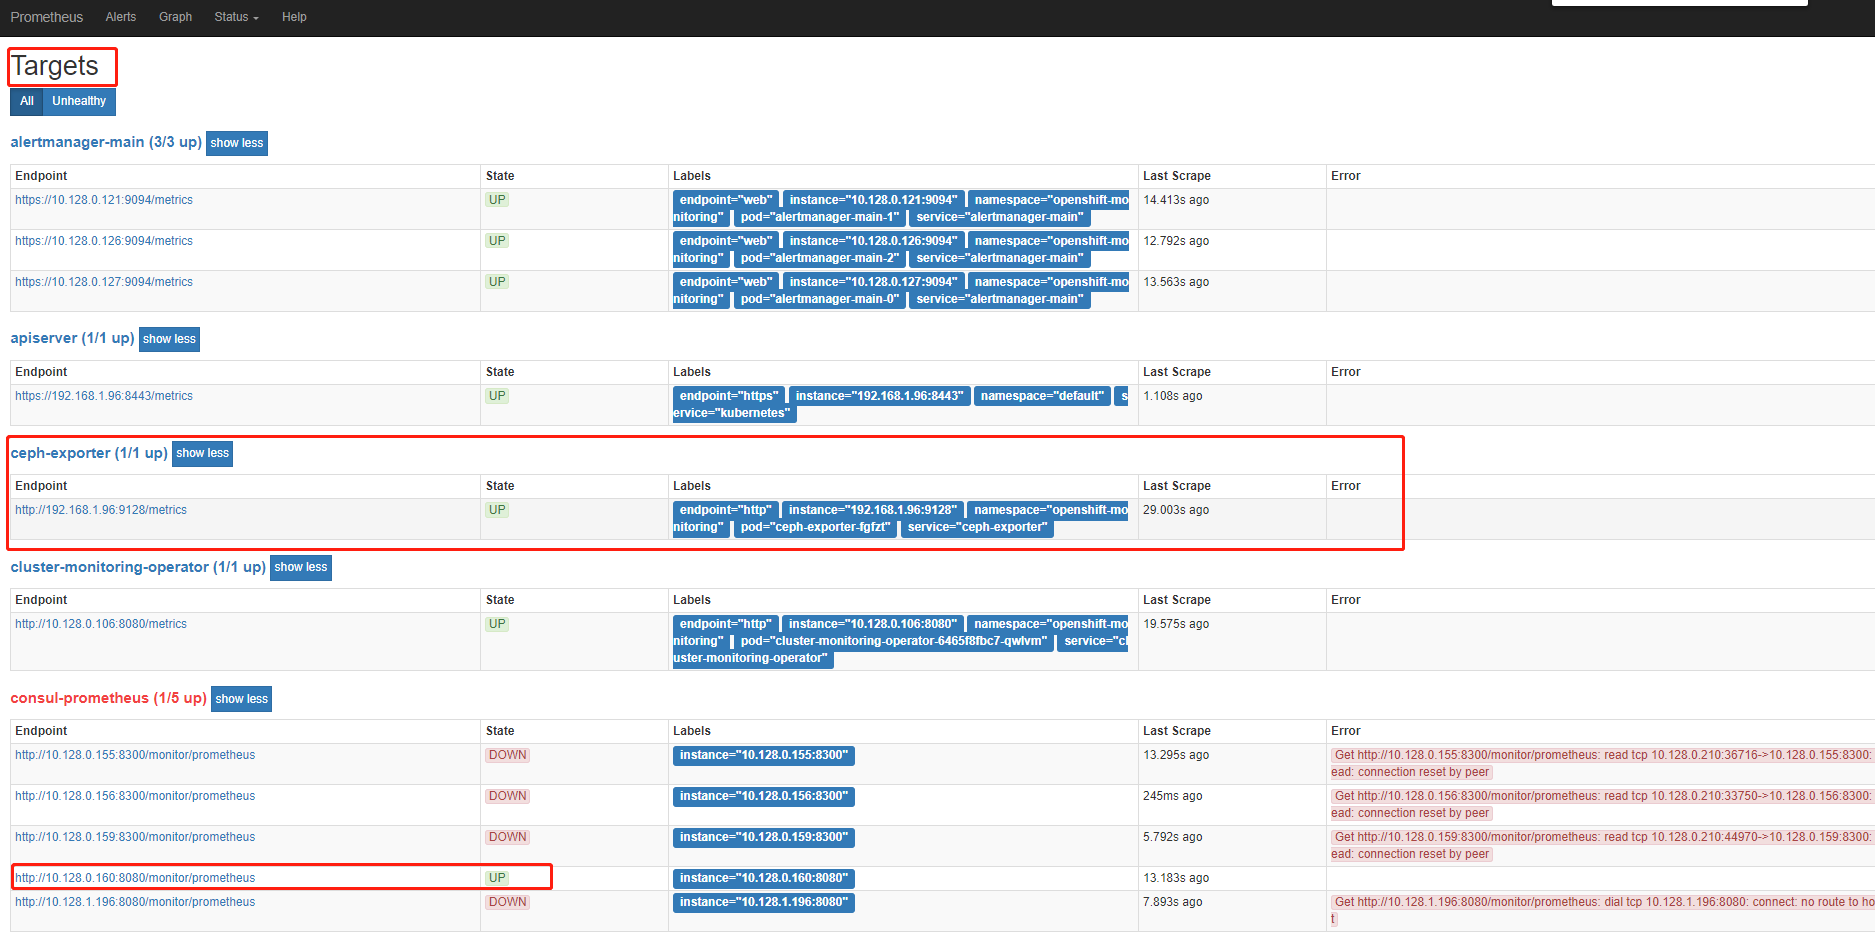 Prometheus Alerts Graph Status Help
Targets
All Unhealthy
alertmanager-main (3/3 up) show less
Endpoint State Labels Last Scrape Error
https://10.128.0.121:9094/metrics UP endpoint="web" instance="10.128.0.121:9094" namespace="openshift-mo 14.413s ago
nitoring" pod="alertmanager-main-1" service="alertmanager-main"
https://10.128.0.126:9094/metrics UP endpoint="web" instance="10.128.0.126:9094" namespace="openshift-mo 12.792s ago
nitoring" pod="alertmanager-main-2" service="alertmanager-main"
https://10.128.0.127:9094/metrics UP endpoint="web" instance="10.128.0.127:9094" namespace="openshift-mo 13.563s ago
nitoring" pod="alertmanager-main-0" service="alertmanager-main"
apiserver (1/1 up) show less
Endpoint State Labels Last Scrape Error
https://192.168.1.96:8443/metrics UP endpoint="https" instance="192.168.1.96:8443" namespace="default" s 1.108s ago
ervice="kubernetes"
ceph-exporter (1/1 up) show less
Endpoint State Labels Last Scrape Error
http://192.168.1.96:9128/metrics UP endpoint="http" instance="192.168.1.96:9128" namespace="openshift-mo 29.003s ago
nitoring" pod="ceph-exporter-fgfzt" service="ceph-exporter"
cluster-monitoring-operator (1/1 up) show less
Endpoint State Labels Last Scrape Error
http://10.128.0.106:8080/metrics UP endpoint="http" instance="10.128.0.106:8080" namespace="openshift-mo 19.575s ago
nitoring" pod="cluster-monitoring-operator-6465f8fbc7-qwlvm" service="cl
uster-monitoring-operator"
consul-prometheus (1/5 up) show less
Endpoint State Labels Last Scrape Error
http://10.128.0.155:8300/monitor/prometheus DOWN instance="10.128.0.155:8300" 13.295s ago Get http://10.128.0.155:8300/monitor/prometheus: read tcp 10.128.0.210:36716->10.128.0.155:8300:
ead: connection reset by peer
http://10.128.0.156:8300/monitor/prometheus DOWN instance="10.128.0.156:8300" 245ms ago Get http://10.128.0.156:8300/monitor/prometheus: read tcp 10.128.0.210:33750->10.128.0.156:8300:
ead: connection reset by peer
http://10.128.0.159:8300/monitor/prometheus DOWN instance="10.128.0.159:8300" 5.792s ago Get http://10.128.0.159:8300/monitor/prometheus: read tcp 10.128.0.210:44970->10.128.0.159:8300:
ead: connection reset by peer
http://10.128.0.160:8080/monitor/prometheus UP instance="10.128.0.160:8080" 13.183s ago
http://10.128.1.196:8080/monitor/prometheus DOWN instance="10.128.1.196:8080" 7.893s ago Get http://10.128.1.196:8080/monitor/prometheus: dial tcp 10.128.1.196:8080: connect: no route to ho
t